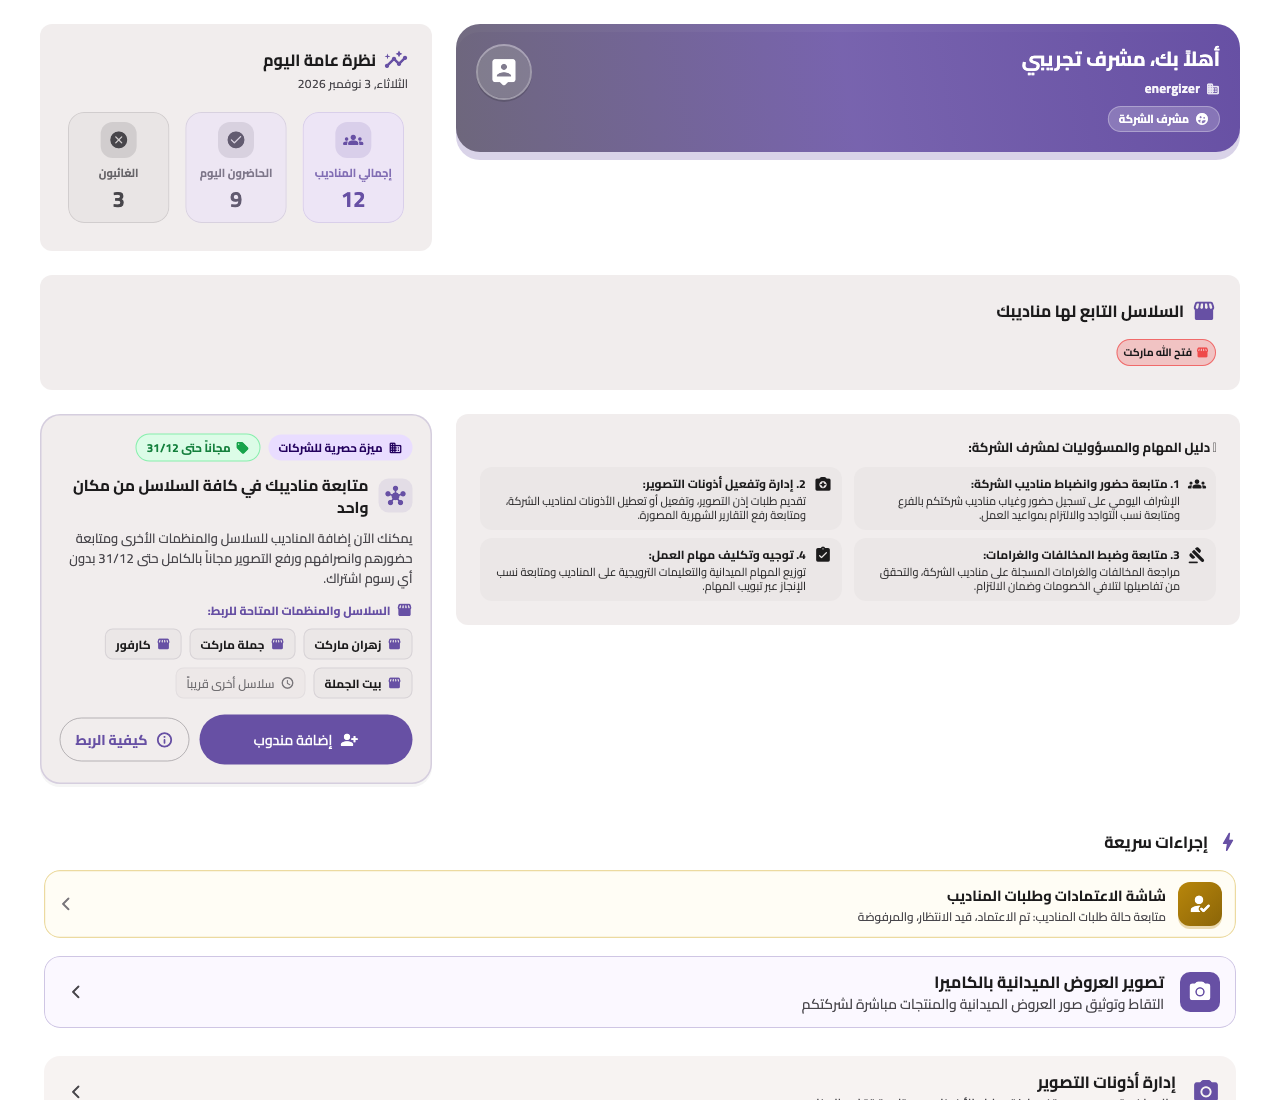 أهلاً بك، مشرف تجريبي
energizer
مشرف الشركة
نظرة عامة اليوم
الثلاثاء, 3 نوفمبر 2026
إجمالي المناديب
12
الحاضرون اليوم
9
الغائبون
3
السلاسل التابع لها مناديبك
فتح الله ماركت
دليل المهام والمسؤوليات لمشرف الشركة:
1. متابعة حضور وانضباط مناديب الشركة:
الإشراف اليومي على تسجيل حضور وغياب مناديب شركتكم بالفرع
ومتابعة نسب التواجد والالتزام بمواعيد العمل.
2. إدارة وتفعيل أذونات التصوير:
تقديم طلبات إذن التصوير، وتفعيل أو تعطيل الأذونات لمناديب الشركة،
ومتابعة رفع التقارير الشهرية المصورة.
3. متابعة وضبط المخالفات والغرامات:
مراجعة المخالفات والغرامات المسجلة على مناديب الشركة، والتحقق
من تفاصيلها لتلافي الخصومات وضمان الالتزام.
4. توجيه وتكليف مهام العمل:
توزيع المهام الميدانية والتعليمات الترويجية على المناديب ومتابعة نسب
الإنجاز عبر تبويب المهام.
ميزة حصرية للشركات
مجاناً حتى 31/12
متابعة مناديبك في كافة السلاسل من مكان
واحد
يمكنك الآن إضافة المناديب للسلاسل والمنظمات الأخرى ومتابعة
حضورهم وانصرافهم ورفع التصوير مجاناً بالكامل حتى 31/12 بدون
أي رسوم اشتراك.
السلاسل والمنظمات المتاحة للربط:
زهران ماركت
جملة ماركت
كارفور
بيت الجملة
سلاسل أخرى قريباً
إضافة مندوب
كيفية الربط
إجراءات سريعة
شاشة الاعتمادات وطلبات المناديب
متابعة حالة طلبات المناديب: تم الاعتماد، قيد الانتظار، والمرفوضة
تصوير العروض الميدانية بالكاميرا
التقاط وتوثيق صور العروض الميدانية والمنتجات مباشرة لشركتكم
إدارة أذونات التصوير